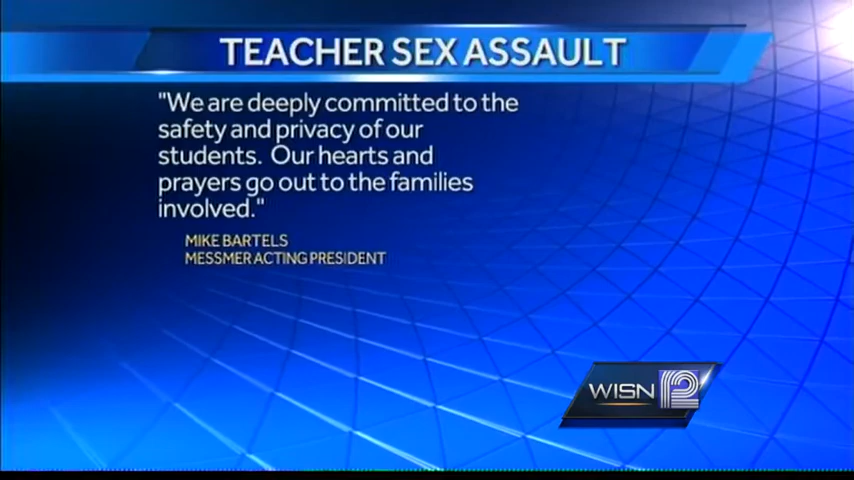 TEACHER SEX ASSAULT
"We are deeply committed to the
safety and privacy of our
students.  Our hearts and
prayers go out to the families
involved."
MIKE BARTELS
MESSMER ACTING PRESIDENT
WISN 12